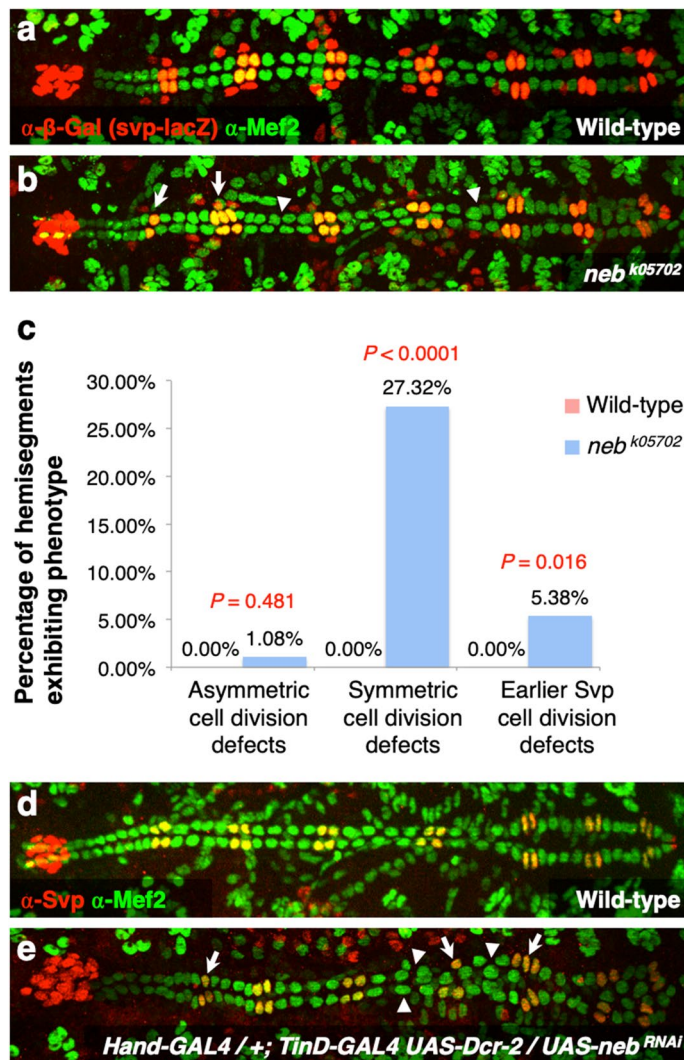 a
α-β-Gal (svp-lacZ) α-Mef2
Wild-type
b
neb k05702
c
P < 0.0001
30.00%
27.32%
Wild-type
neb k05702
25.00%
20.00%
15.00%
10.00%
5.00%
0.00%
Percentage of hemisegments
exhibiting phenotype
P = 0.481
P = 0.016
0.00%
1.08%
0.00%
0.00%
5.38%
Asymmetric
cell division
defects
Symmetric
cell division
defects
Earlier Svp
cell division
defects
d
α-Svp α-Mef2
Wild-type
e
Hand-GAL4 / +; TinD-GAL4 UAS-Dcr-2 / UAS-neb RNAi